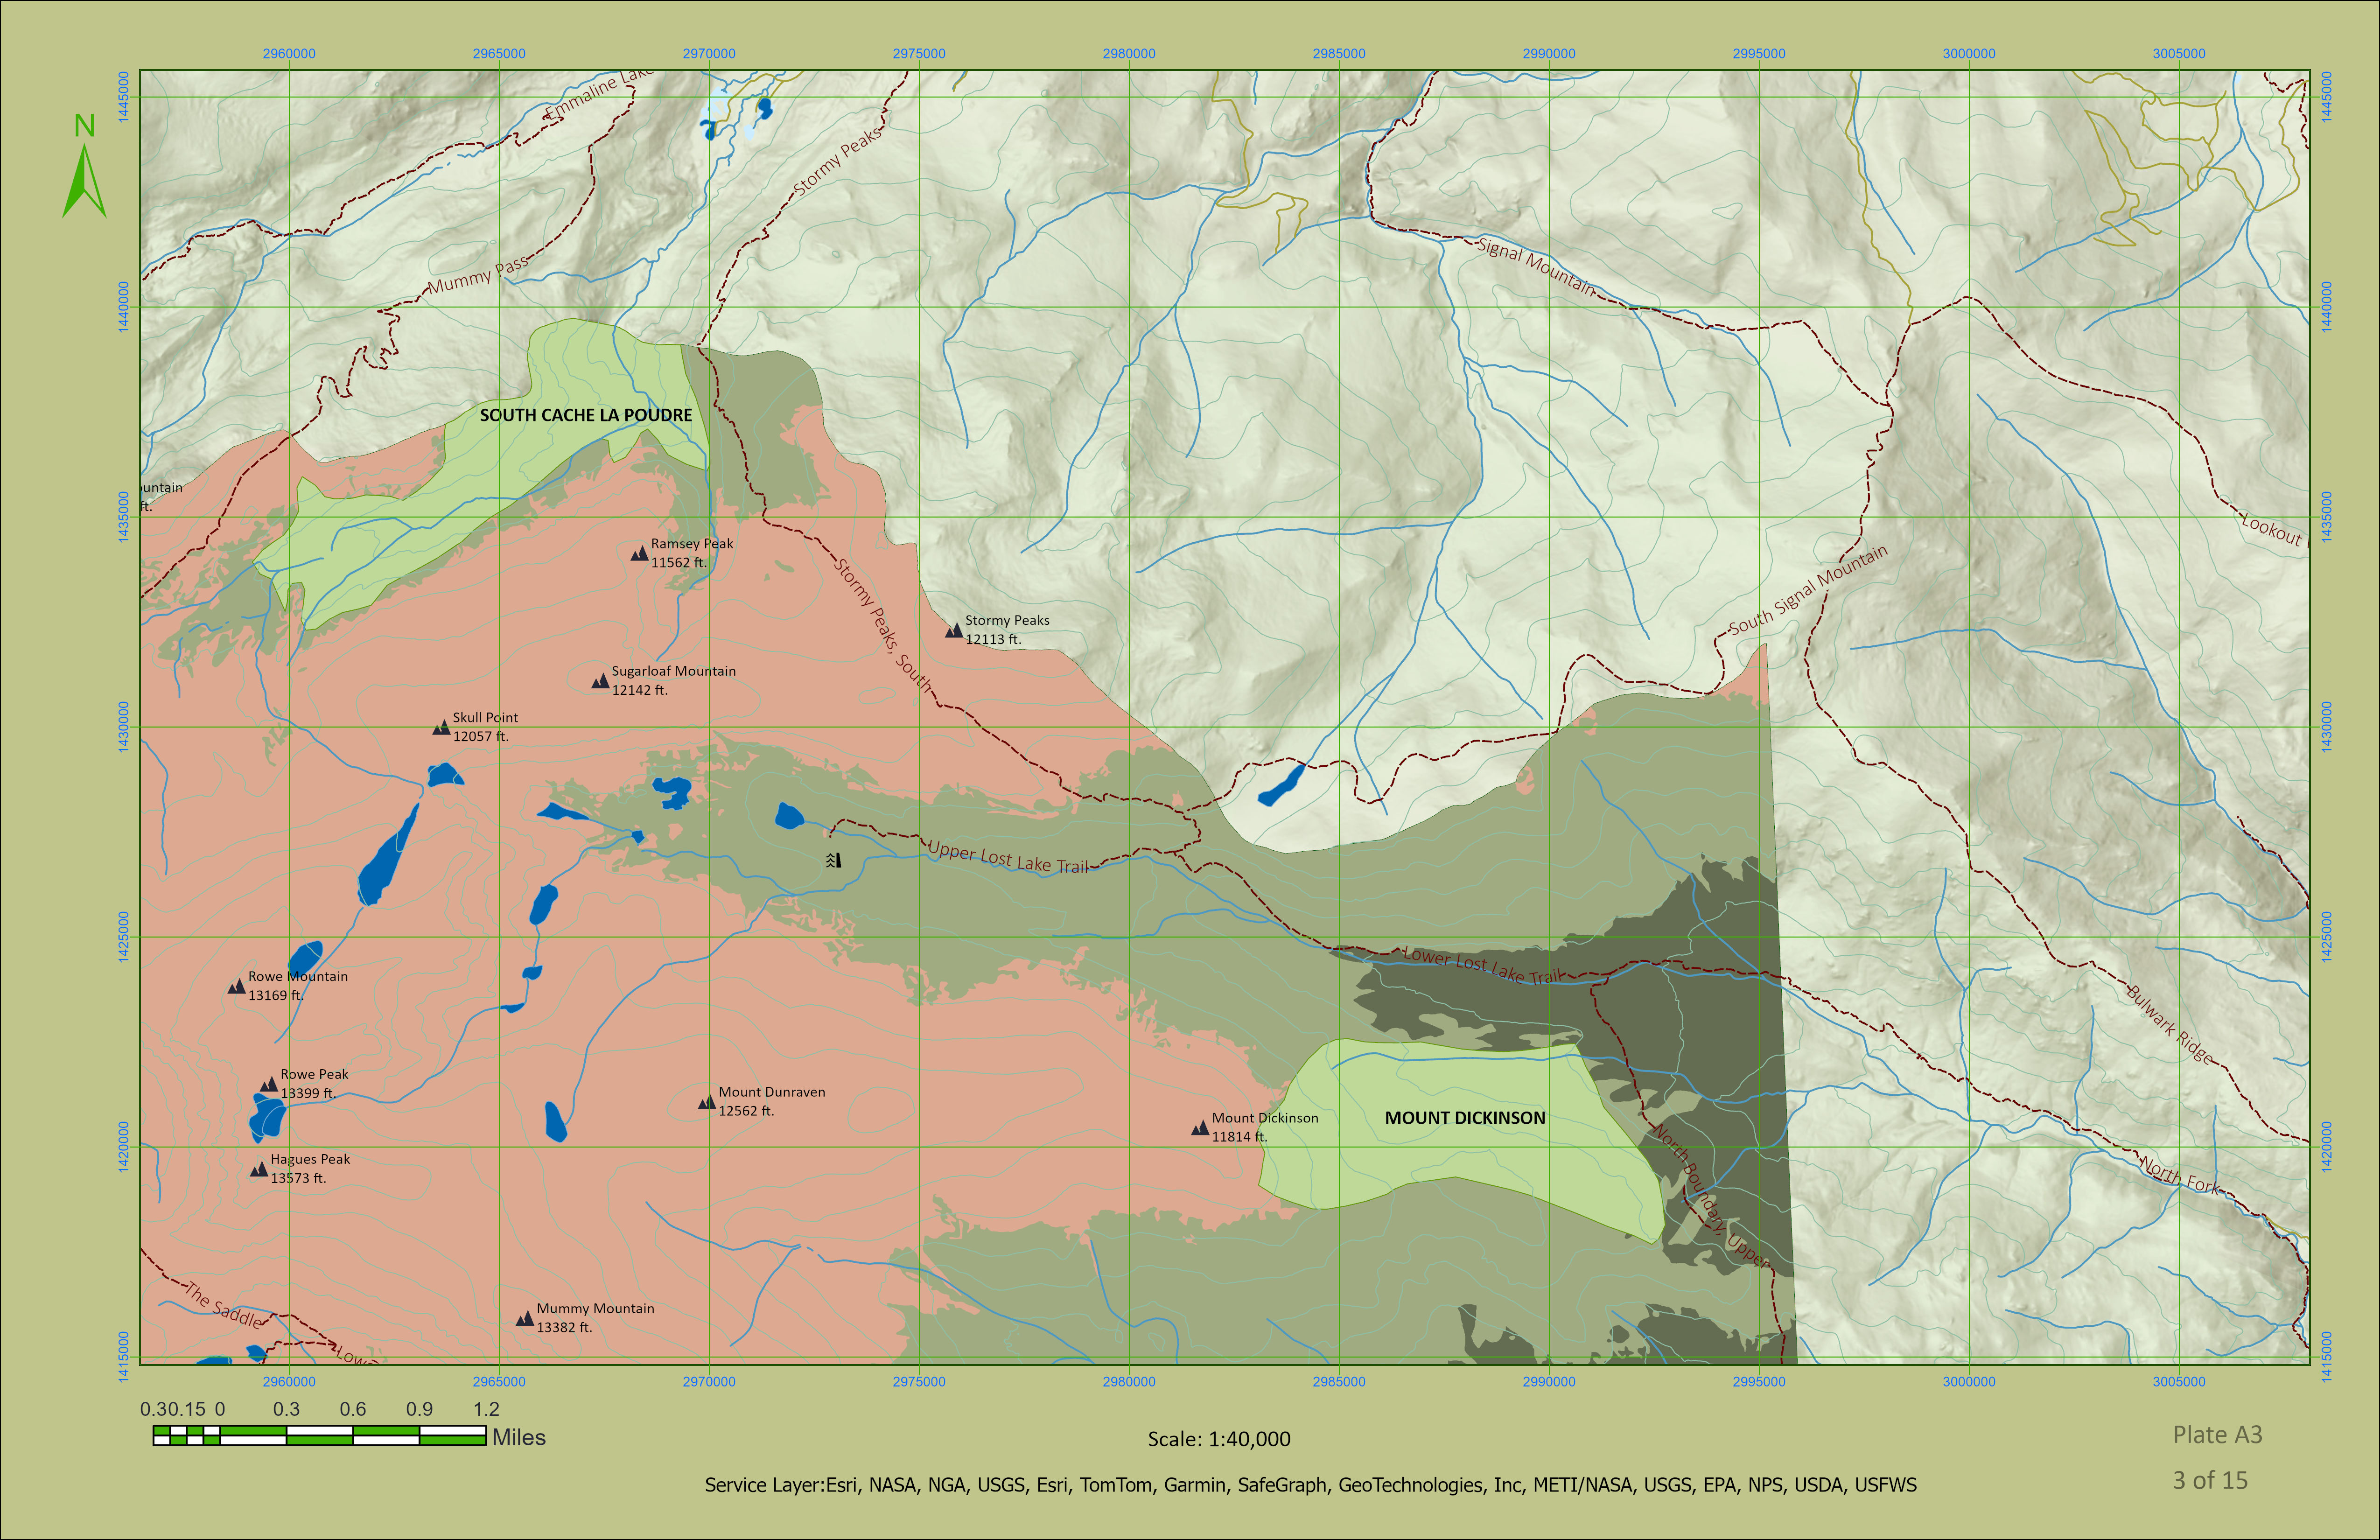 2960000 2965000 2970000 2975000 2980000 2985000 2990000 2995000 3000000 3005000
1445000
1445000
N
Emmaline Lake
Stormy Peaks
Mummy Pass
Signal Mountain
1440000
1440000
SOUTH CACHE LA POUDRE
untain
ft.
1435000
1435000
Lookout
Ramsey Peak
11562 ft.
Stormy Peaks, South
South Signal Mountain
Stormy Peaks
12113 ft.
Sugarloaf Mountain
12142 ft.
Skull Point
12057 ft.
1430000
1430000
Upper Lost Lake Trail
1425000
1425000
Lower Lost Lake Trail
Rowe Mountain
13169 ft.
Bulwark Ridge
Rowe Peak
13399 ft.
Mount Dunraven
12562 ft.
Mount Dickinson
11814 ft.
MOUNT DICKINSON
1420000
1420000
Hagues Peak
13573 ft.
North Boundary, Upper
North Fork
The Saddle
Mummy Mountain
13382 ft.
1415000
1415000
2960000 2965000 2970000 2975000 2980000 2985000 2990000 2995000 3000000 3005000
0.30.15 0 0.3 0.6 0.9 1.2
Miles
Scale: 1:40,000
Plate A3
Service Layer:Esri, NASA, NGA, USGS, Esri, TomTom, Garmin, SafeGraph, GeoTechnologies, Inc, METI/NASA, USGS, EPA, NPS, USDA, USFWS
3 of 15